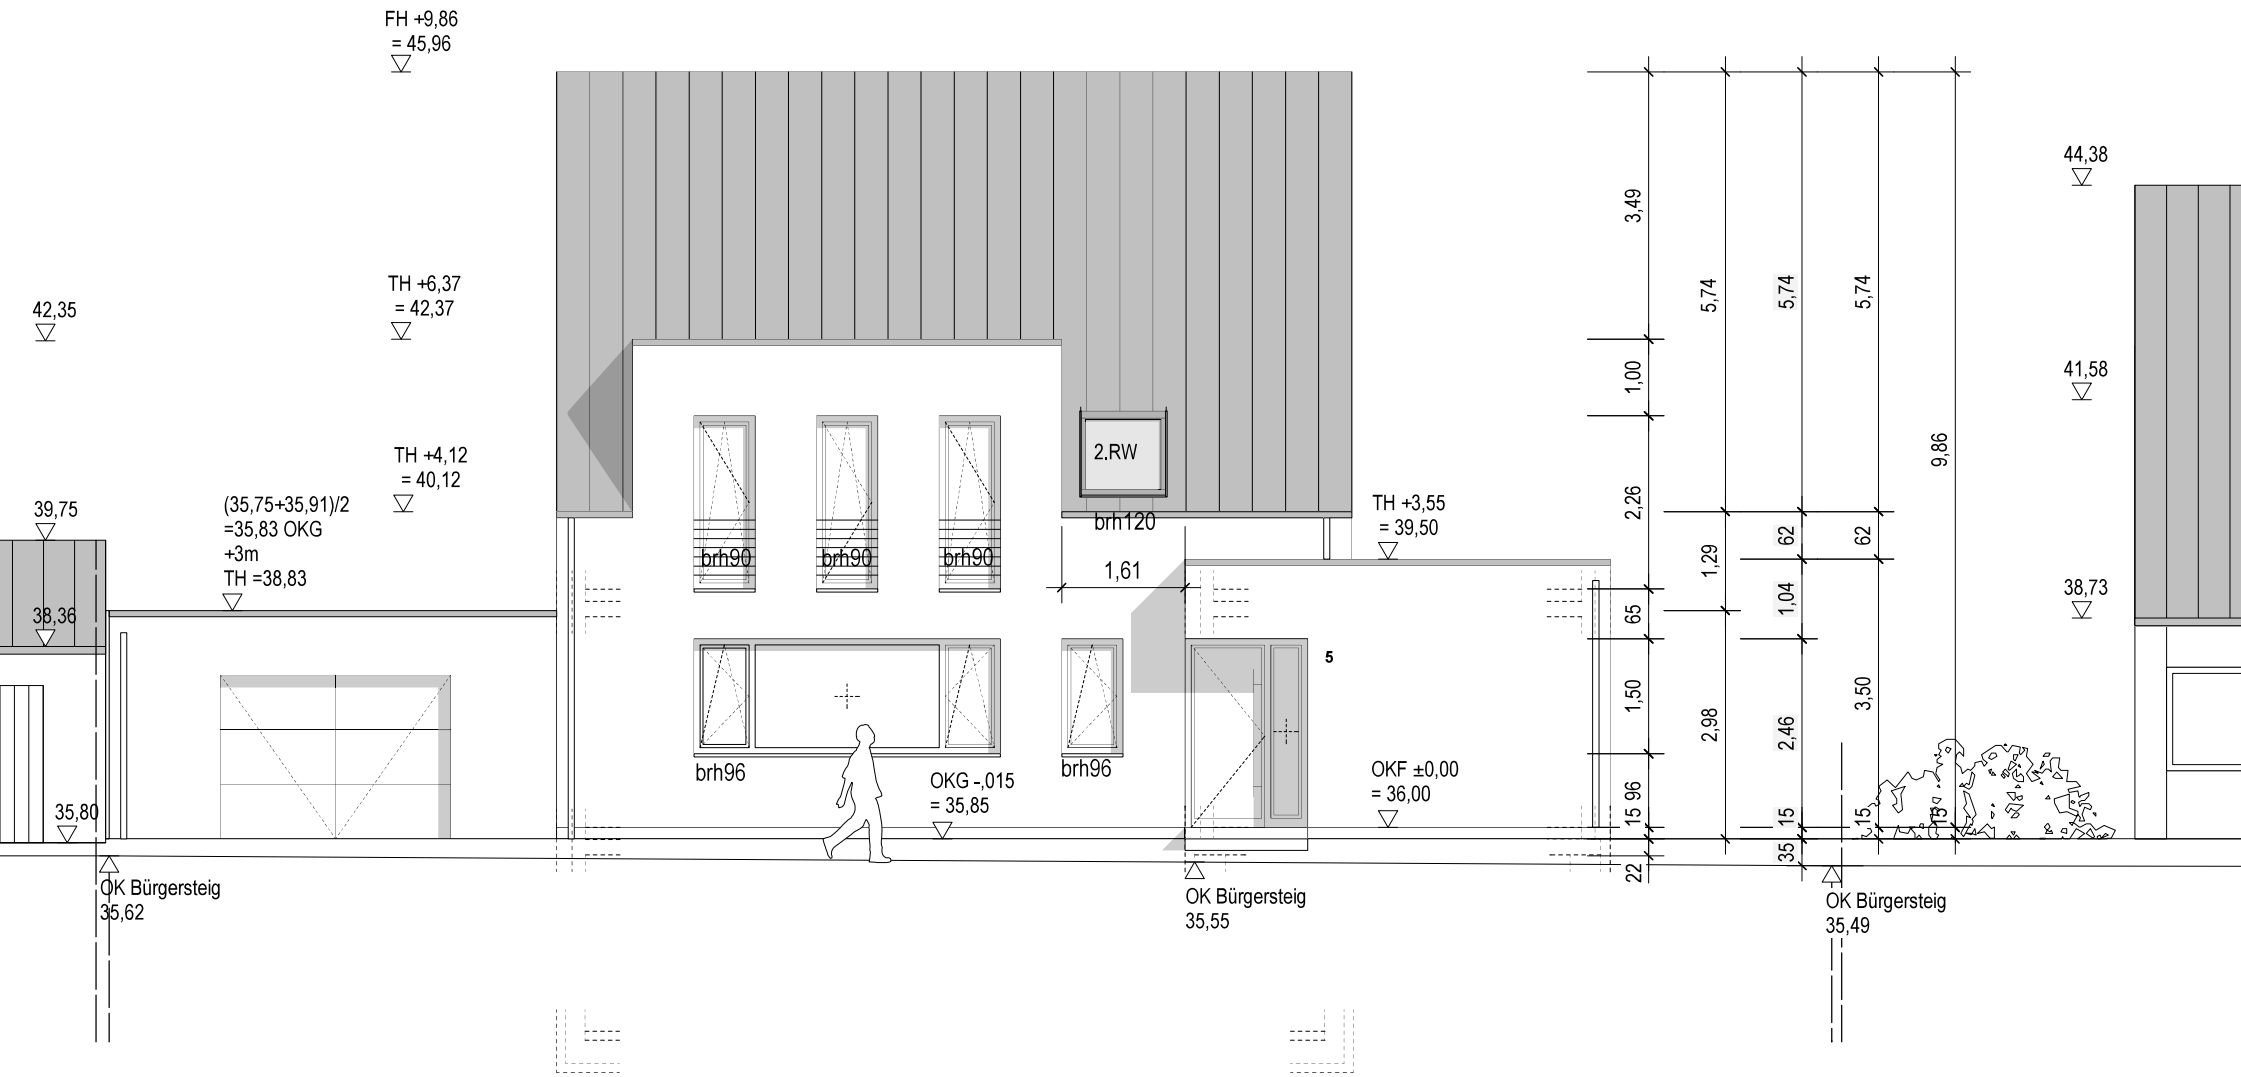 FH +9,86
= 45,96
TH +6,37
= 42,37
TH +4,12
= 40,12
42,35
39,75
38,36
35,80
(35,75+35,91)/2
=35,83 OKG
+3m
TH =38,83
2.RW
brh120
brh90
brh90
brh90
1,61
TH +3,55
= 39,50
brh96
brh96
5
OKG -,015
= 35,85
OKF ±0,00
= 36,00
OK Bürgersteig
35,62
OK Bürgersteig
35,55
OK Bürgersteig
35,49
3,49
1,00
2,26
65
1,50
96
15
22
5,74
1,29
2,98
5,74
62
1,04
2,46
15
35
5,74
62
3,50
15
9,86
15
44,38
41,58
38,73